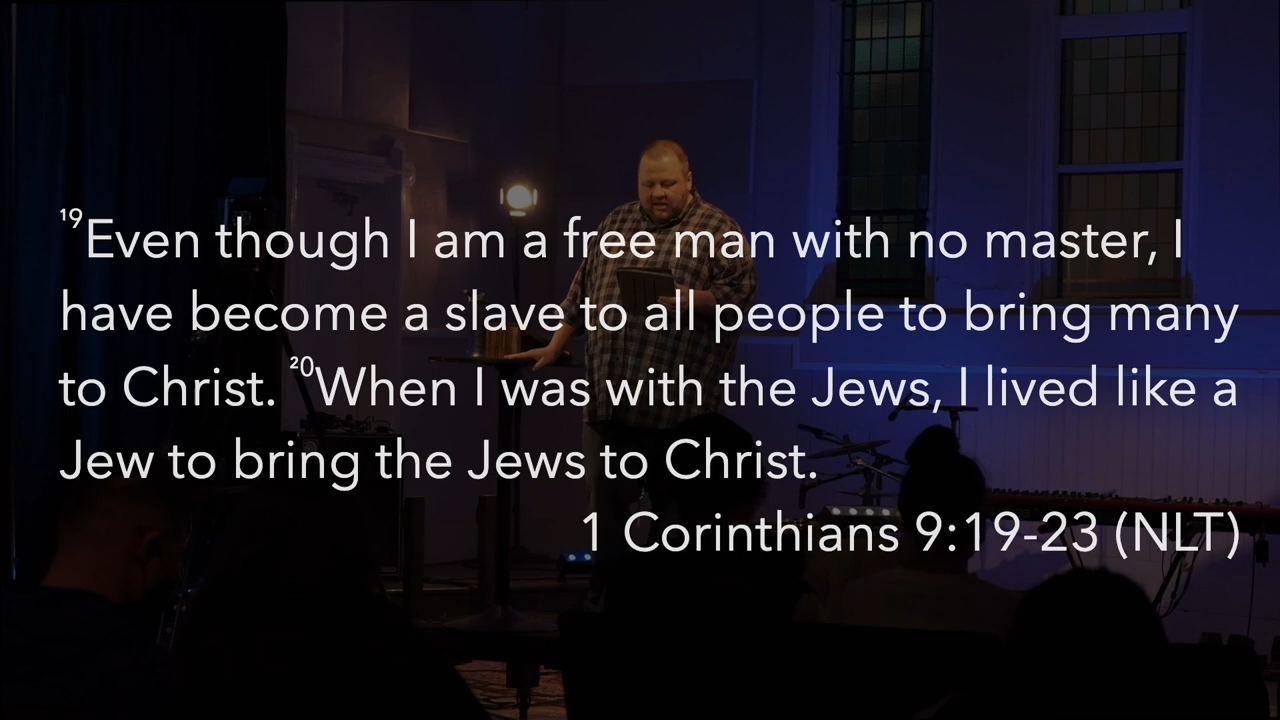 ¹⁹Even though I am a free man with no master, I
have become a slave to all people to bring many
to Christ. ²⁰When I was with the Jews, I lived like a
Jew to bring the Jews to Christ.
1 Corinthians 9:19-23 (NLT)